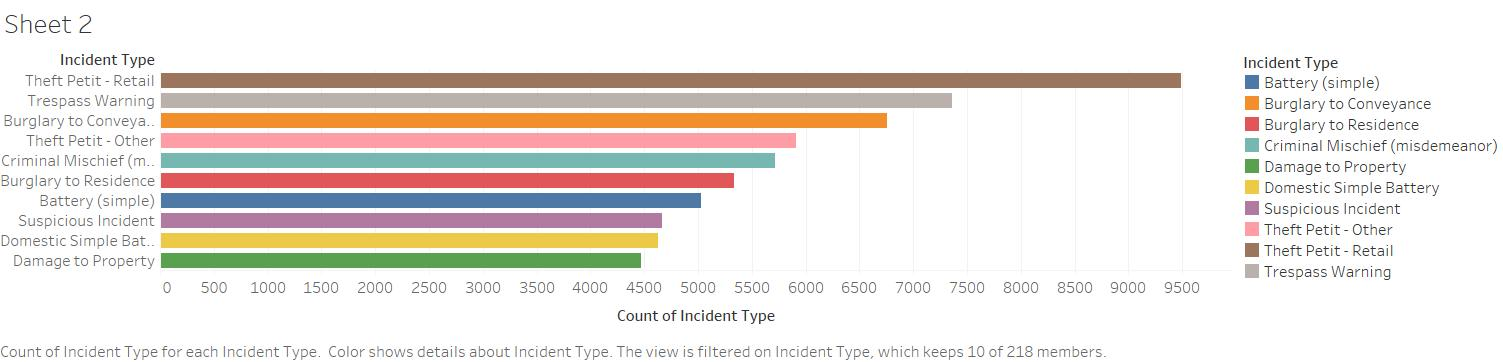 Sheet 2
Incident Type
Theft Petit - Retail
Trespass Warning
Burglary to Conveya..
Theft Petit - Other
Criminal Mischief (m..
Burglary to Residence
Battery (simple)
Suspicious Incident
Domestic Simple Bat..
Damage to Property
0 500 1000 1500 2000 2500 3000 3500 4000 4500 5000 5500 6000 6500 7000 7500 8000 8500 9000 9500
Count of Incident Type
Incident Type
Battery (simple)
Burglary to Conveyance
Burglary to Residence
Criminal Mischief (misdemeanor)
Damage to Property
Domestic Simple Battery
Suspicious Incident
Theft Petit - Other
Theft Petit - Retail
Trespass Warning
Count of Incident Type for each Incident Type.  Color shows details about Incident Type. The view is filtered on Incident Type, which keeps 10 of 218 members.